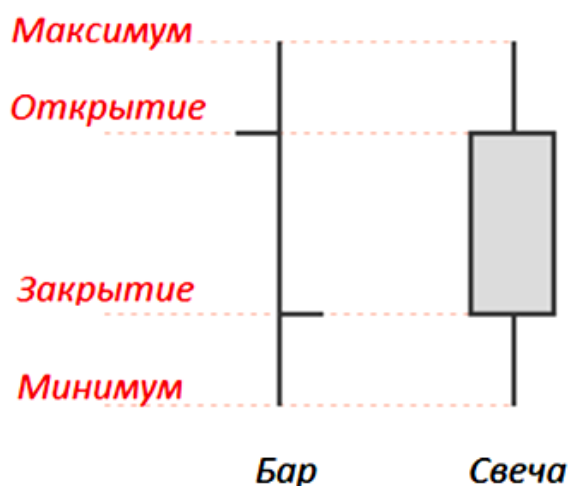 Максимум
Открытие
Закрытие
Минимум
Бар Свеча